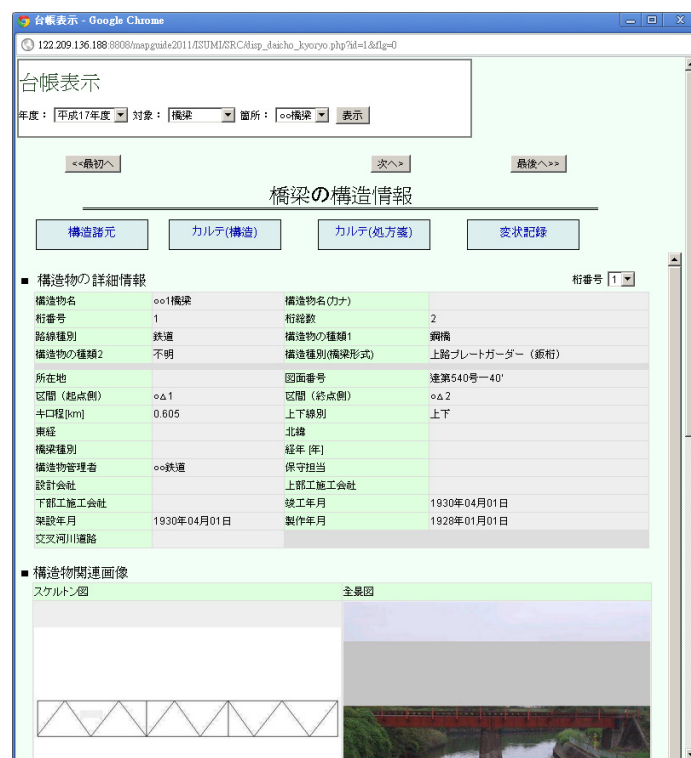 台帳表示 - Google Chrome
122.209.136.188:8808/mapguide2011/ISUMI/SRC/disp_daicho_kyoryo.php?id=1&flg=0
台帳表示
年度： 平成17年度 対象： 橋梁 箇所： ○○橋梁 表示
<<最初へ 次へ> 最後へ>>
橋梁の構造情報
構造諸元 カルテ(構造) カルテ(処方箋) 変状記録
■ 構造物の詳細情報 桁番号 1
構造物名 ○○1橋梁 構造物名(カナ)
桁番号 1 桁総数 2
路線種別 鉄道 構造物の種類1 鋼橋
構造物の種類2 不明 構造種別(橋梁形式) 上路プレートガーダー（鈑桁）
所在地 図面番号 達第540号ー40'
区間（起点側） ○△1 区間（終点側） ○△2
キロ程[km] 0.605 上下線別 上下
東経 北緯
橋梁種別 経年 [年]
構造物管理者 ○○鉄道 保守担当
設計会社 上部工施工会社
下部工施工会社 竣工年月 1930年04月01日
架設年月 1930年04月01日 製作年月 1928年01月01日
交叉河川道路
■ 構造物関連画像
スケルトン図 全景図